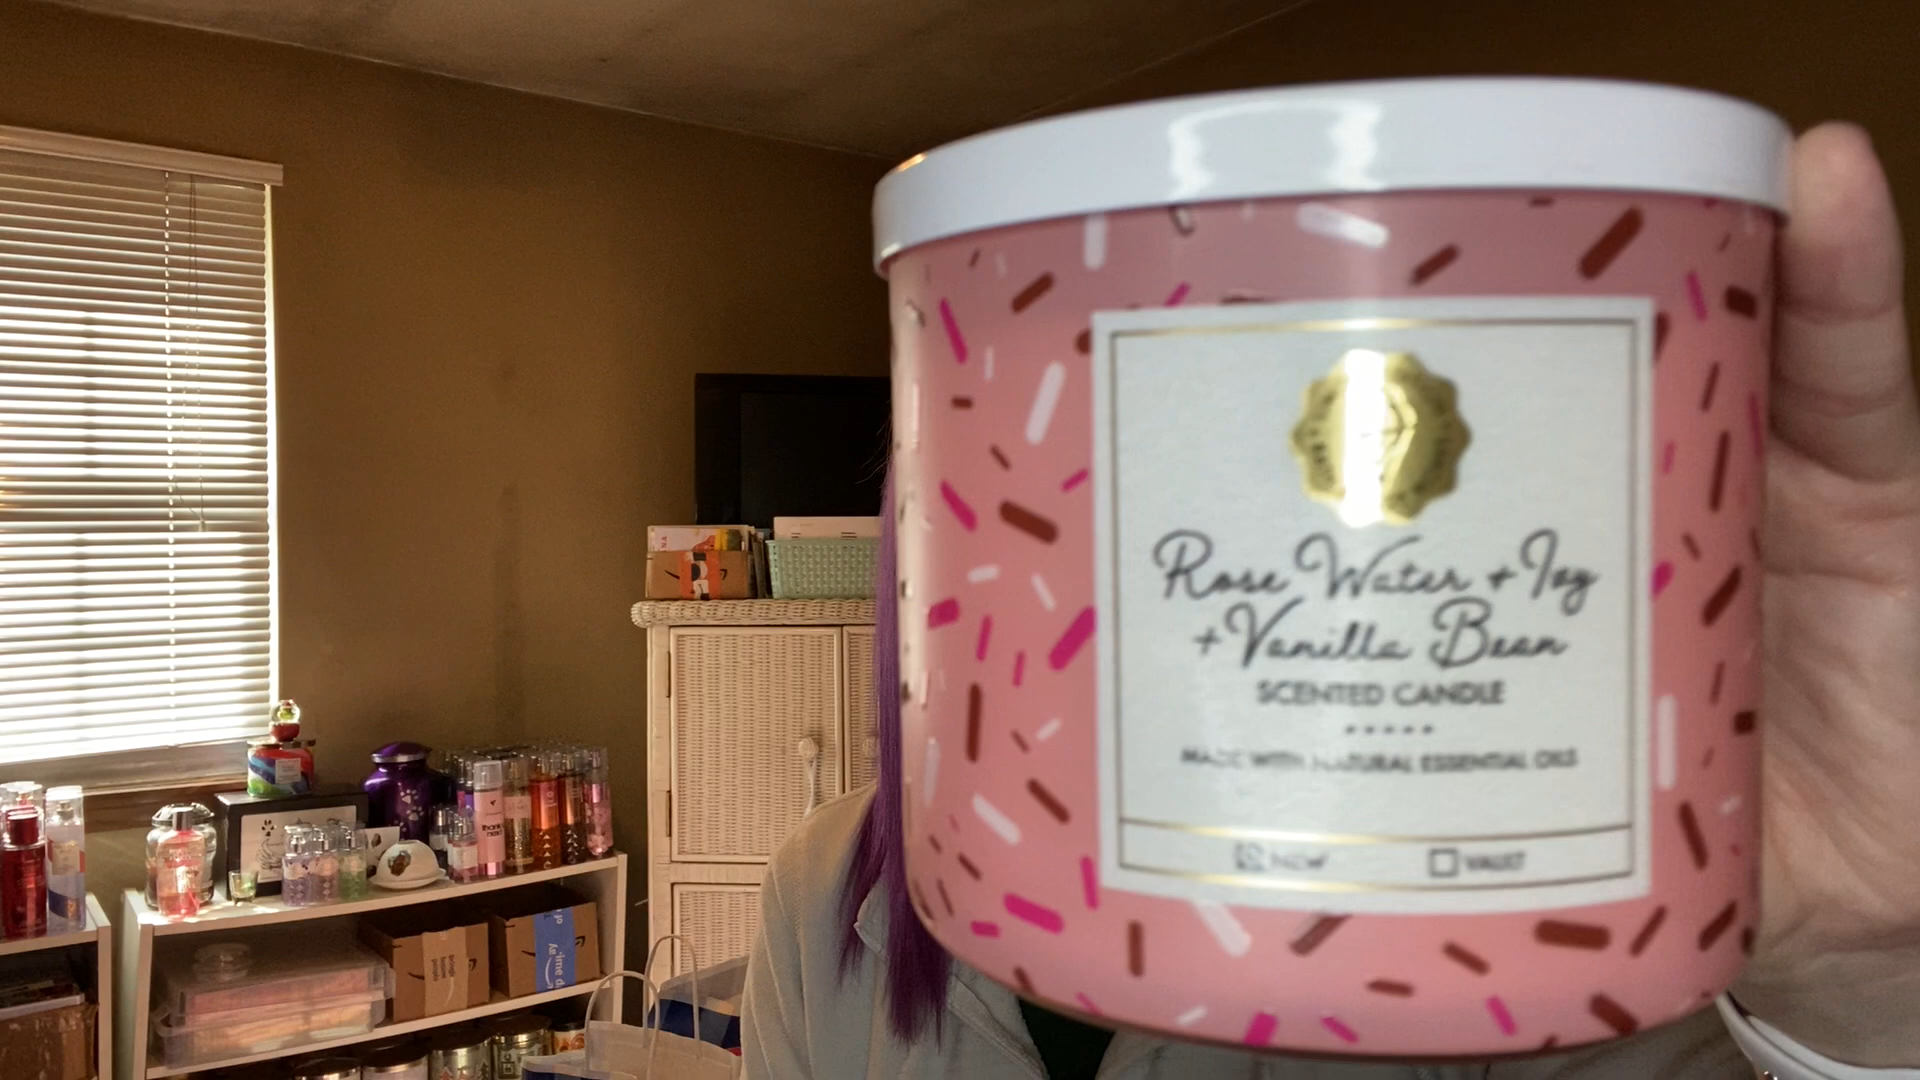 Rose Water + Ivy
+ Vanilla Bean
SCENTED CANDLE
MADE WITH NATURAL ESSENTIAL OILS
NEW
VAULT